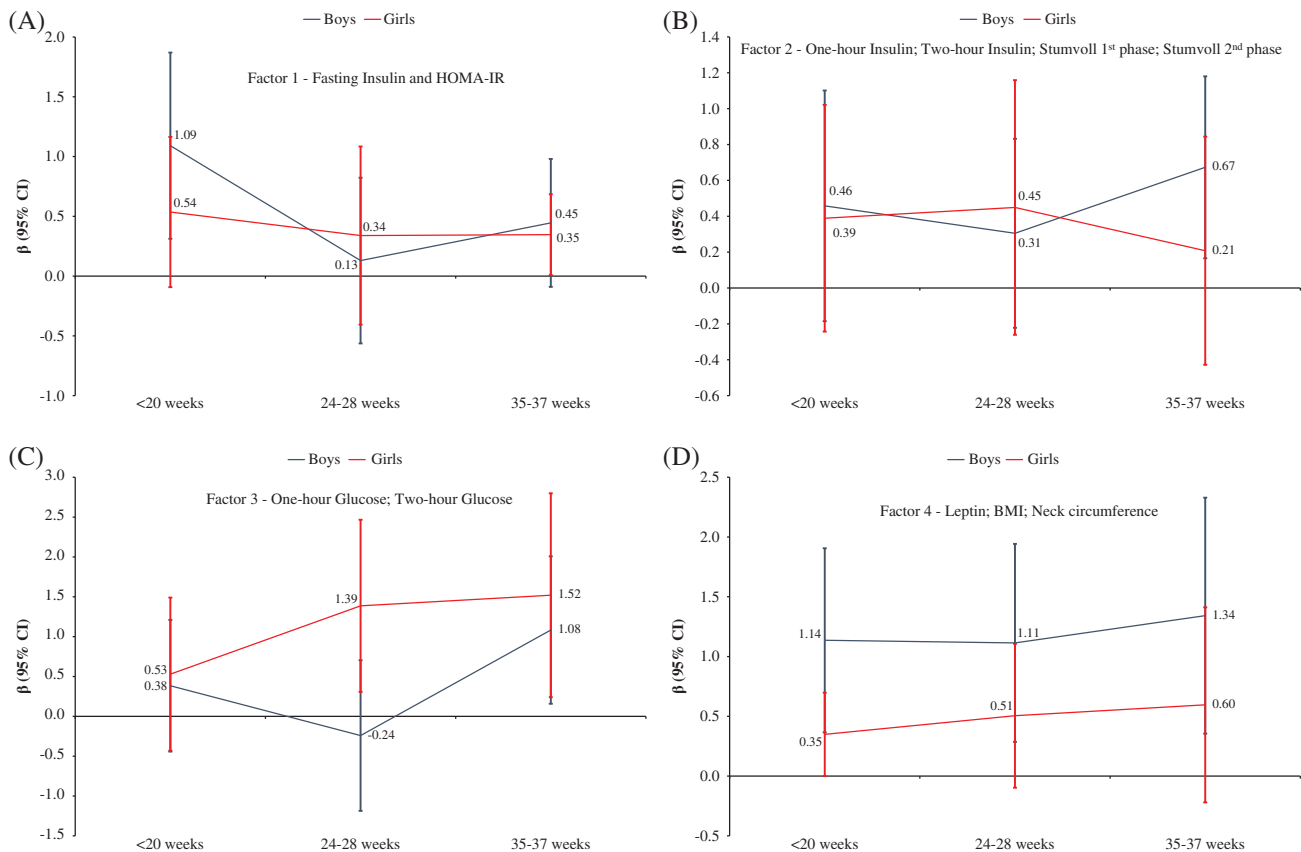 (A)
Boys Girls
Factor 1 - Fasting Insulin and HOMA-IR
β (95% CI)
2.0
1.5
1.0
0.5
0.0
-0.5
-1.0
1.09
0.54
0.34
0.13
0.45
0.35
<20 weeks 24-28 weeks 35-37 weeks
(B)
Boys Girls
Factor 2 - One-hour Insulin; Two-hour Insulin; Stumvoll 1st phase; Stumvoll 2nd phase
β (95% CI)
1.4
1.2
1.0
0.8
0.6
0.4
0.2
0.0
-0.2
-0.4
-0.6
0.46
0.39
0.45
0.31
0.67
0.21
<20 weeks 24-28 weeks 35-37 weeks
(C)
Boys Girls
Factor 3 - One-hour Glucose; Two-hour Glucose
β (95% CI)
3.0
2.5
2.0
1.5
1.0
0.5
0.0
-0.5
-1.0
-1.5
0.53
0.38
1.39
-0.24
1.52
1.08
<20 weeks 24-28 weeks 35-37 weeks
(D)
Boys Girls
Factor 4 - Leptin; BMI; Neck circumference
β (95% CI)
2.5
2.0
1.5
1.0
0.5
0.0
-0.5
1.14
0.35
1.11
0.51
1.34
0.60
<20 weeks 24-28 weeks 35-37 weeks